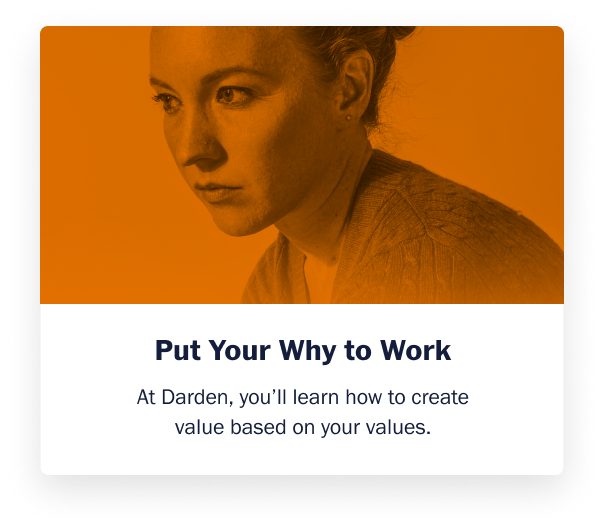 Put Your Why to Work
At Darden, you’ll learn how to create
value based on your values.